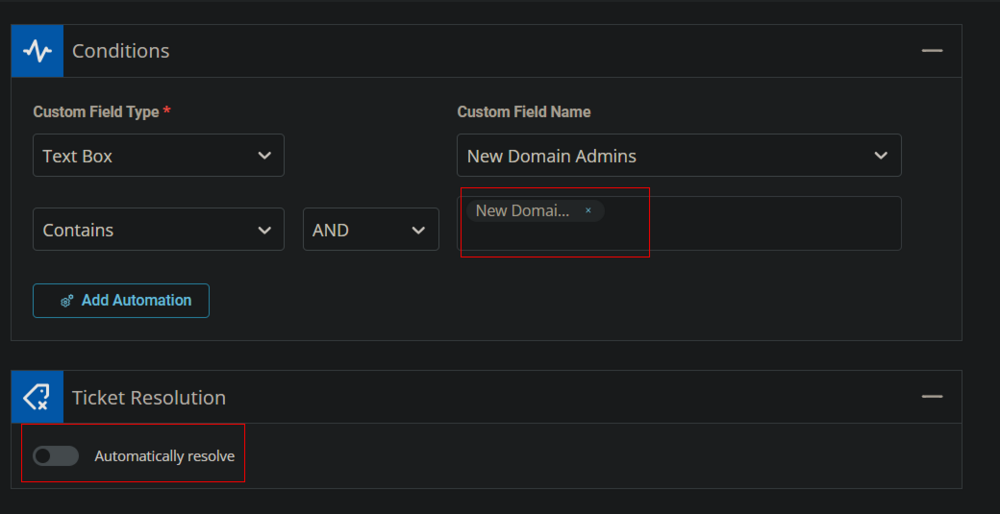 Conditions
Custom Field Type *
Custom Field Name
Text Box
New Domain Admins
Contains
AND
New Domai... ×
Add Automation
Ticket Resolution
Automatically resolve